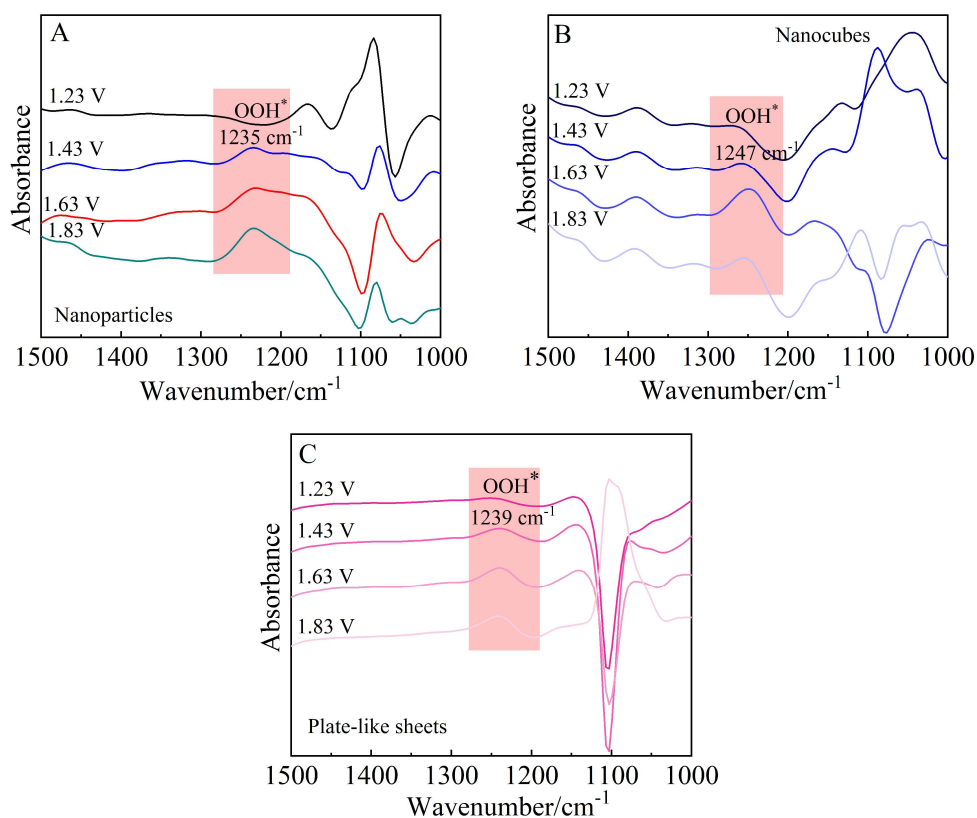 A
1.23 V
OOH*
1235 cm⁻¹
1.43 V
1.63 V
1.83 V
Nanoparticles
Absorbance
1500 1400 1300 1200 1100 1000
Wavenumber/cm⁻¹
B
Nanocubes
1.23 V
OOH*
1.43 V
1247 cm⁻¹
1.63 V
1.83 V
Absorbance
1500 1400 1300 1200 1100 1000
Wavenumber/cm⁻¹
C
1.23 V
OOH*
1239 cm⁻¹
1.43 V
1.63 V
1.83 V
Plate-like sheets
Absorbance
1500 1400 1300 1200 1100 1000
Wavenumber/cm⁻¹